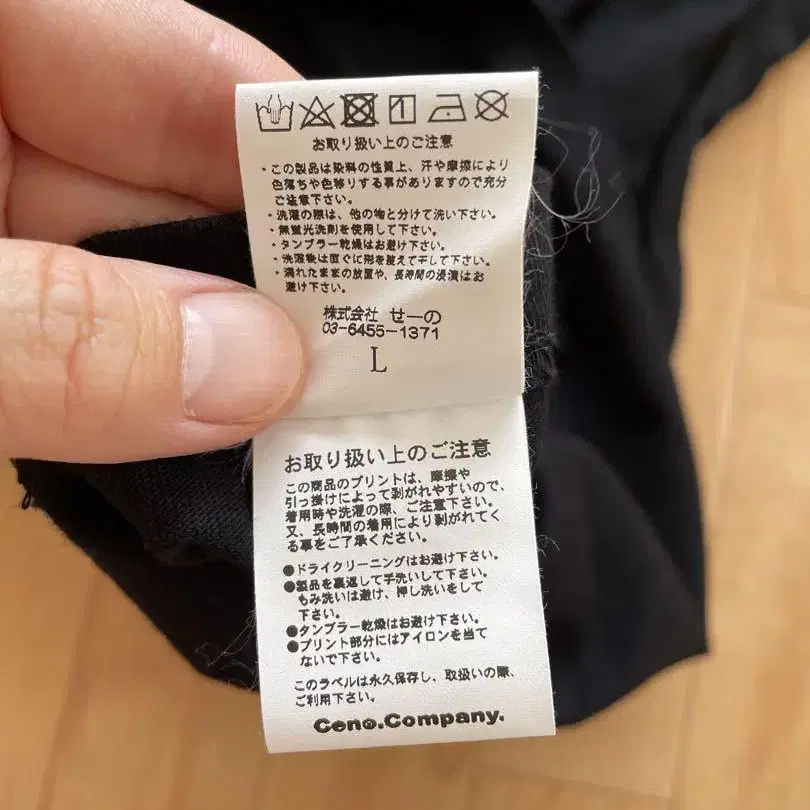 お取り扱い上のご注意
・この製品は染料の性質上、汗や摩擦により
色落ちや色移りする事がありますので充分
ご注意下さい。
・洗濯の際は、他の物と分けて洗い下さい。
・無蛍光洗剤を使用して下さい。
・タンブラー乾燥はお避け下さい。
・洗濯後は直ぐに形を整えて干して下さい。
・濡れたままの放置や、長時間の浸漬はお
避け下さい。
株式会社 せーの
03-6455-1371
L
お取り扱い上のご注意
この商品のプリントは、摩擦や
引っ掛けによって剥がれやすいので、
着用時や洗濯の際、ご注意下さい。
又、長時間の着用により剥がれてく
る事をご了承ください。
●ドライクリーニングはお避け下さい。
●製品を裏返して手洗いして下さい。
もみ洗いは避け、押し洗いをして
下さい。
●タンブラー乾燥はお避け下さい。
●プリント部分にはアイロンを当て
ないで下さい。
このラベルは永久保存し、取扱いの際、
ご利用下さい。
Ceno.Company.